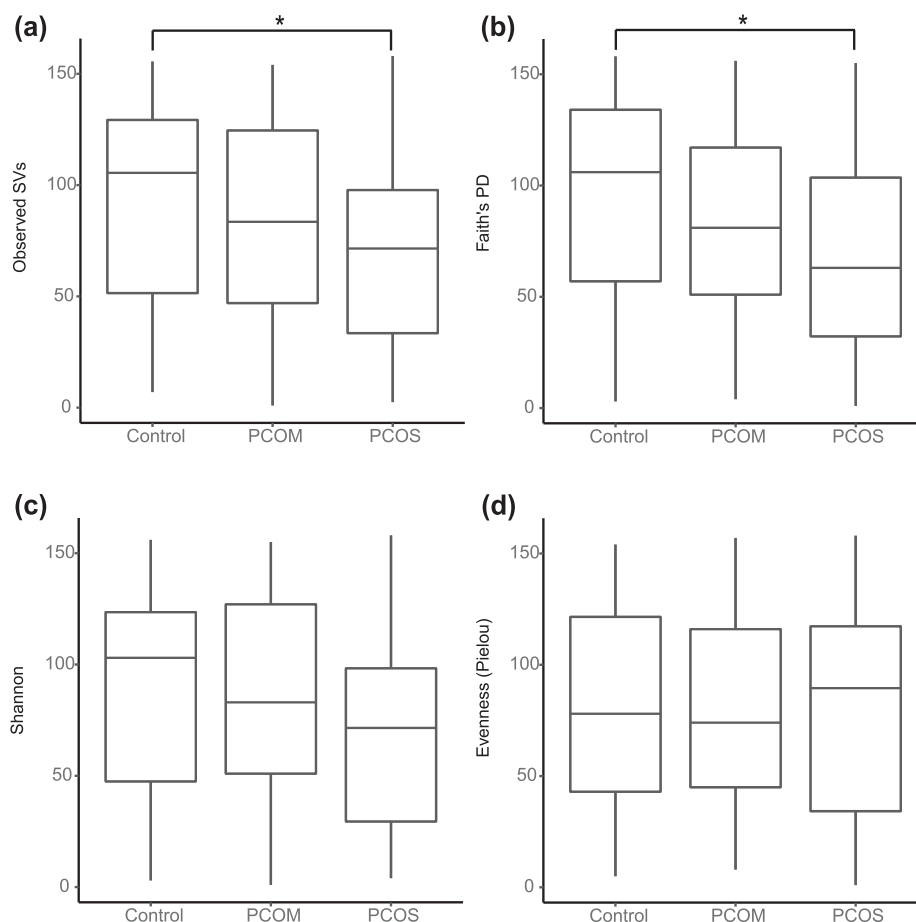 (a)
*
150
100
50
0
Observed SVs
Control PCOM PCOS
(b)
*
150
100
50
0
Faith's PD
Control PCOM PCOS
(c)
150
100
50
0
Shannon
Control PCOM PCOS
(d)
150
100
50
0
Evenness (Pielou)
Control PCOM PCOS